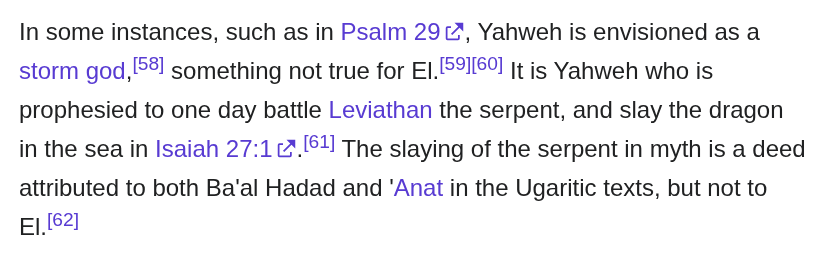 In some instances, such as in Psalm 29, Yahweh is envisioned as a
storm god,[58] something not true for El.[59][60] It is Yahweh who is
prophesied to one day battle Leviathan the serpent, and slay the dragon
in the sea in Isaiah 27:1.[61] The slaying of the serpent in myth is a deed
attributed to both Ba'al Hadad and 'Anat in the Ugaritic texts, but not to
El.[62]